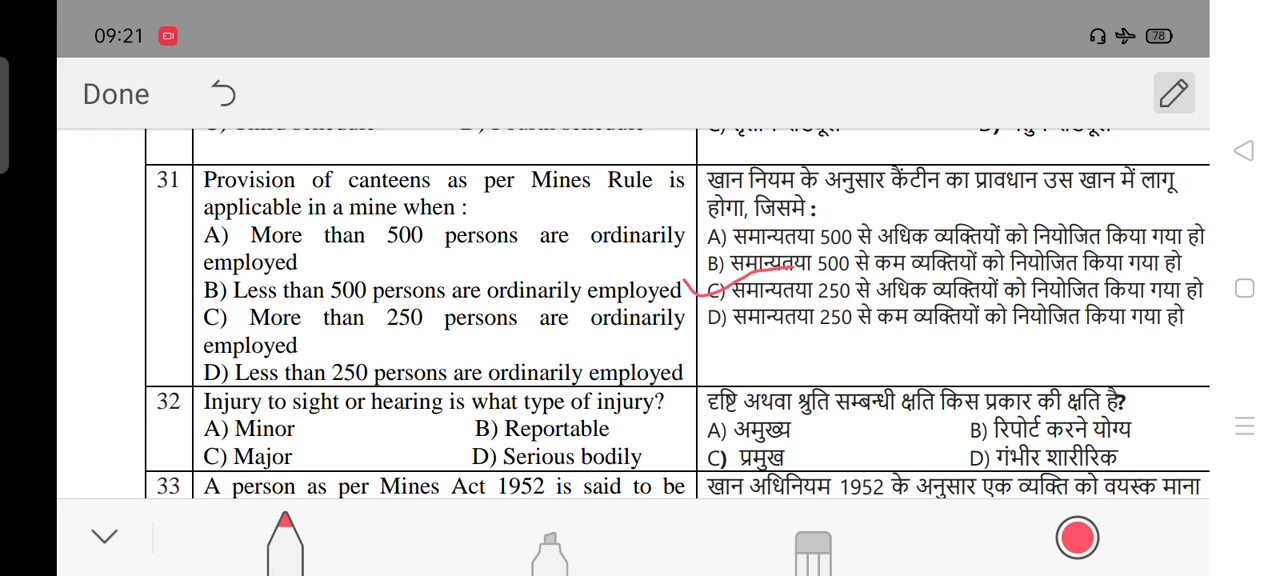 09:21
78
Done
31
Provision of canteens as per Mines Rule is
applicable in a mine when :
A) More than 500 persons are ordinarily
employed
B) Less than 500 persons are ordinarily employed
C) More than 250 persons are ordinarily
employed
D) Less than 250 persons are ordinarily employed
खान नियम के अनुसार कैंटीन का प्रावधान उस खान में लागू
होगा, जिसमे :
A) समान्यतया 500 से अधिक व्यक्तियों को नियोजित किया गया हो
B) समान्यतया 500 से कम व्यक्तियों को नियोजित किया गया हो
C) समान्यतया 250 से अधिक व्यक्तियों को नियोजित किया गया हो
D) समान्यतया 250 से कम व्यक्तियों को नियोजित किया गया हो
32
Injury to sight or hearing is what type of injury?
A) Minor B) Reportable
C) Major D) Serious bodily
दृष्टि अथवा श्रुति सम्बन्धी क्षति किस प्रकार की क्षति है?
A) अमुख्य B) रिपोर्ट करने योग्य
C) प्रमुख D) गंभीर शारीरिक
33
A person as per Mines Act 1952 is said to be
खान अधिनियम 1952 के अनुसार एक व्यक्ति को वयस्क माना